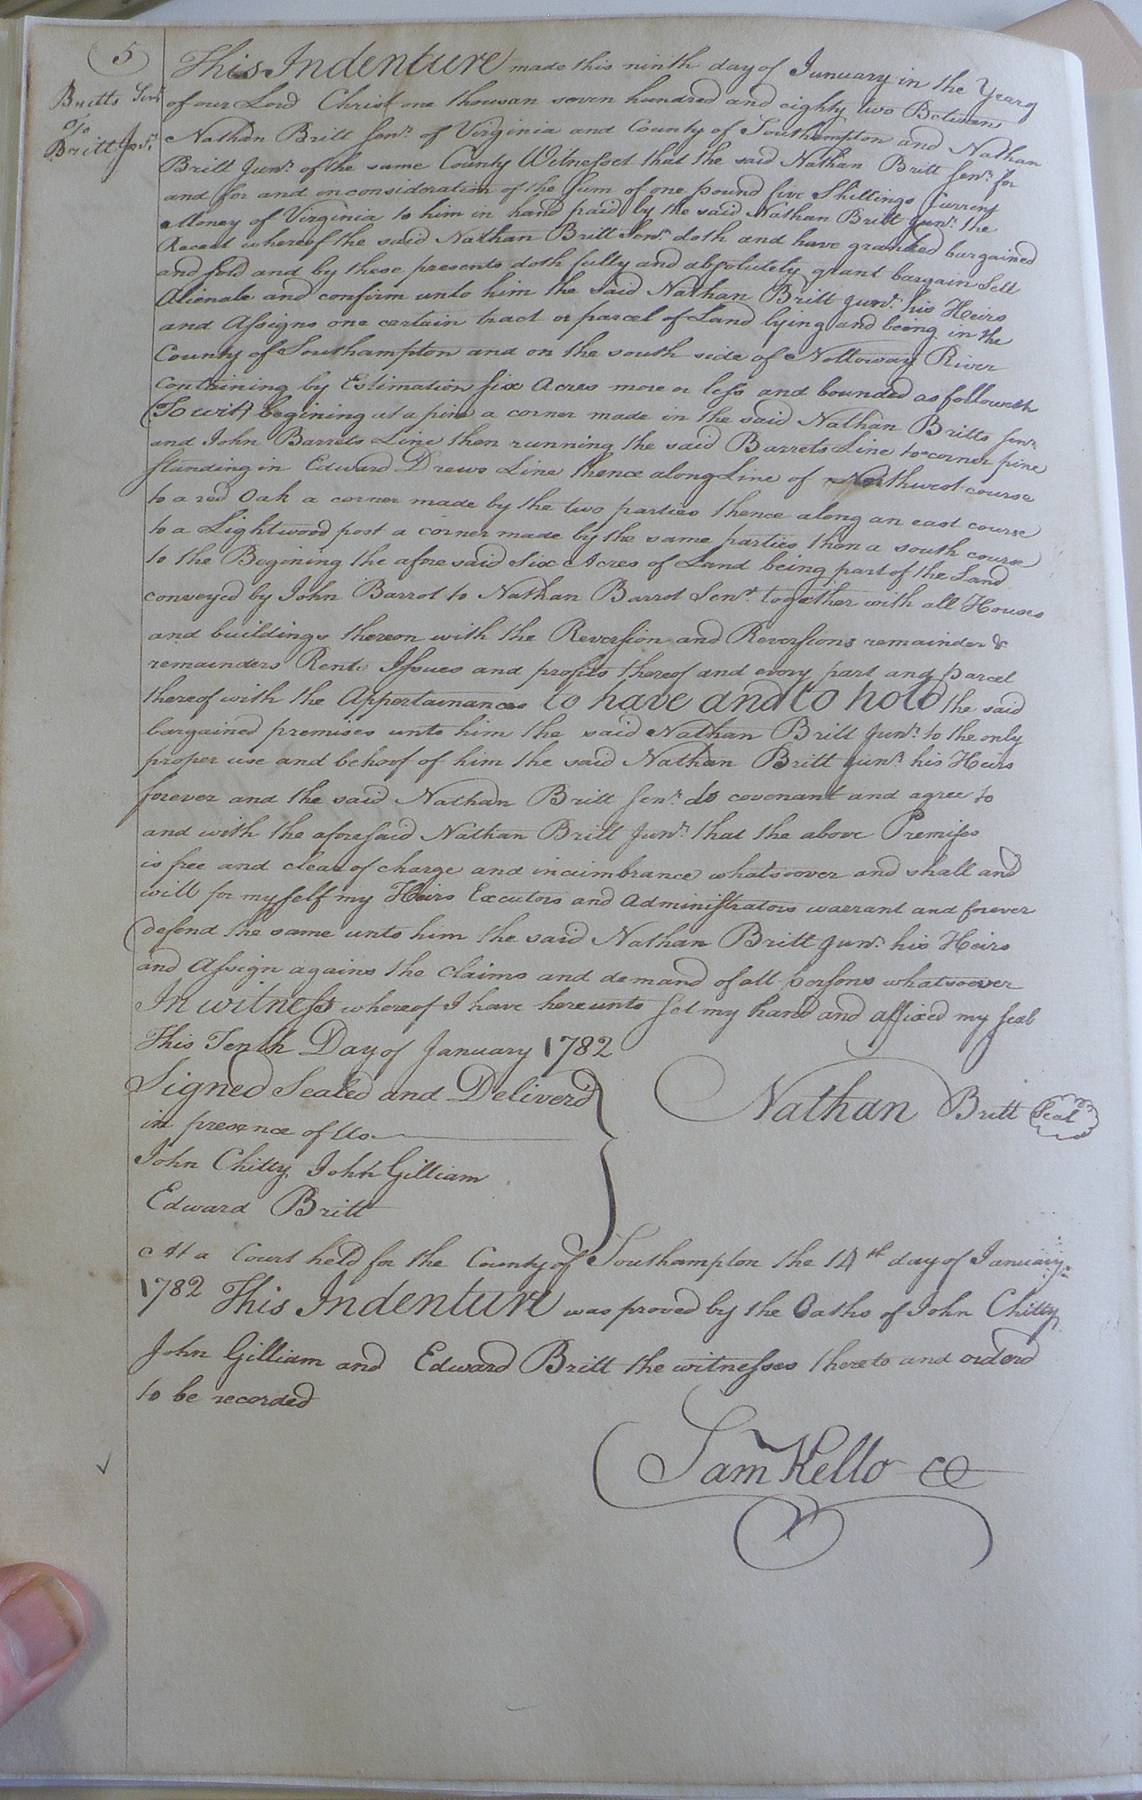 5
Britts Senr
To
Britt Junr
This Indenture made this ninth day of January in the Yearg
of our Lord Christ one thousan seven hundred and eighty two Between
Nathan Britt Senr. of Virginia and County of Southampton and Nathan
Britt Junr. of the same County Witnesset that the said Nathan Britt Senr. for
and for and in consideration of the sum of one pound five Shillings Current
Money of Virginia to him in hand paid by the said Nathan Britt Junr. the
Receat whereof the said Nathan Britt Senr. doth and have granted bargained
and sold and by these presents doth fully and absolutely grant bargain Sell
Alienate and confirm unto him the said Nathan Britt Junr. his Heirs
and Assigns one certain tract or parcel of Land lying and being in the
County of Southampton and on the south side of Nottoway River
Containing by Estimation six Acres more or less and bounded as followeth
(To wit) begining at a pine a corner made in the said Nathan Britts Senr
and John Barrets Line then running the said Barrets Line to a corner pine
standing in Edward Drews Line thence along Line of Northwest course
to a red Oak a corner made by the two parties thence along an east course
to a Lightwood post a corner made by the same parties then a south course
to the Begining the afore said six Acres of Land being part of the Land
conveyed by John Barrot to Nathan Barrot Senr. together with all Houses
and buildings thereon with the Reversion and Reversions remainder &
remainders Rents Issues and profits thereof and every part and parcel
thereof with the Appertainances to have and to hold the said
bargained premises unto him the said Nathan Britt Junr. to the only
proper use and behoof of him the said Nathan Britt Junr. his Heirs
forever and the said Nathan Britt Senr. do covenant and agree to
and with the aforesaid Nathan Britt Junr. that the above Premises
is free and clear of charge and incimbrance whatsoever and shall and
will for my self my Heirs Executors and Administrators warrant and forever
defend the same unto him the said Nathan Britt Junr. his Heirs
and Assign agains the claims and demand of all persons whatsoever
In witness whereof I have hereunto set my hand and affixed my seal
This Tenth Day of January 1782
Signed Sealed and Deliverd
in presence of Us
Nathan Britt Seal
John Chitty John Gilliam
Edward Britt
At a Court held for the County of Southampton the 14th day of January
1782 This Indenture was proved by the Oaths of John Chitty
John Gilliam and Edward Britt the witnesses thereto and orderd
to be recorded
Sam Kello CC